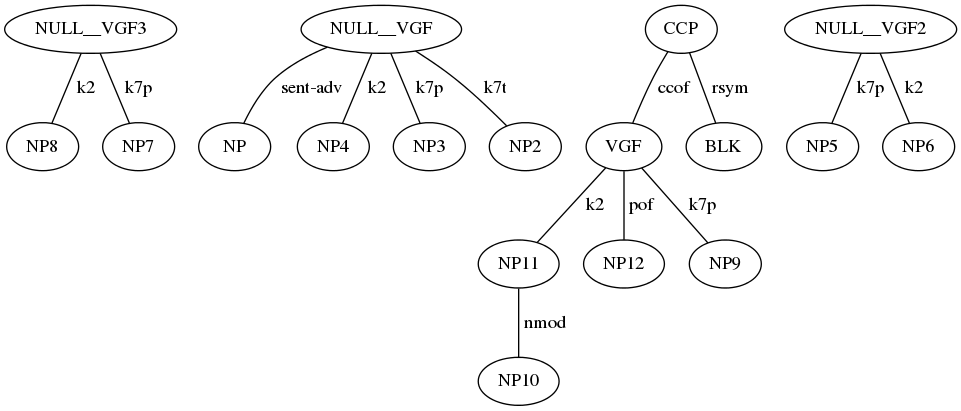 NULL__VGF3 NULL__VGF CCP NULL__VGF2
k2 k7p sent-adv k2 k7p k7t ccof rsym k7p k2
NP8 NP7 NP NP4 NP3 NP2 VGF BLK NP5 NP6
k2 pof k7p
NP11 NP12 NP9
nmod
NP10